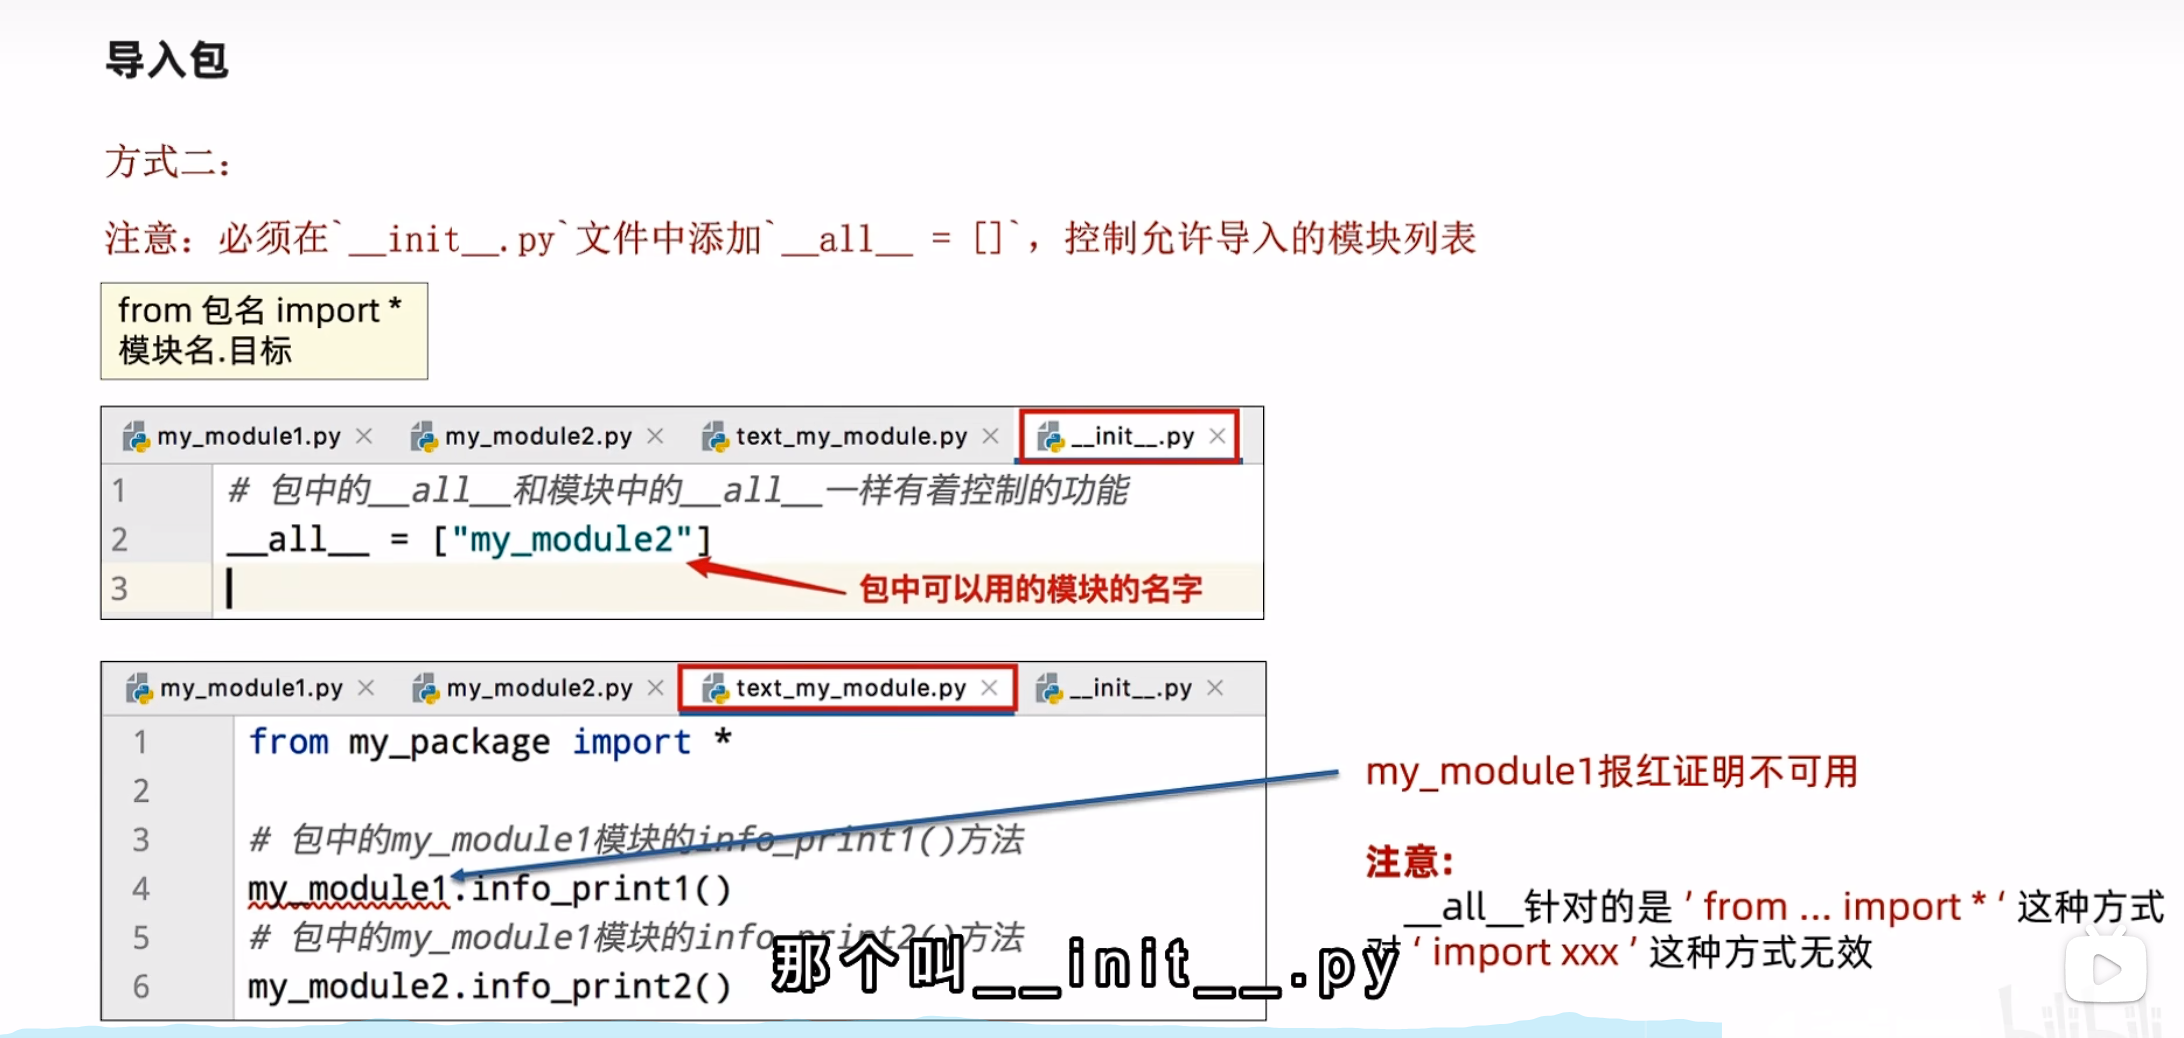 导入包
方式二：
注意：必须在`__init__.py`文件中添加`__all__ = []`，控制允许导入的模块列表
from 包名 import *
模块名.目标
my_module1.py my_module2.py text_my_module.py __init__.py
1 # 包中的__all__和模块中的__all__一样有着控制的功能
2 __all__ = ["my_module2"]
3
包中可以用的模块的名字
my_module1.py my_module2.py text_my_module.py __init__.py
1 from my_package import *
2
3 # 包中的my_module1模块的info_print1()方法
4 my_module1.info_print1()
5 # 包中的my_module1模块的info_print2()方法
6 my_module2.info_print2()
my_module1报红证明不可用
注意：
__all__针对的是 ' from ... import * ' 这种方式
对 ' import xxx ' 这种方式无效
那个叫__init__.py
bilibili